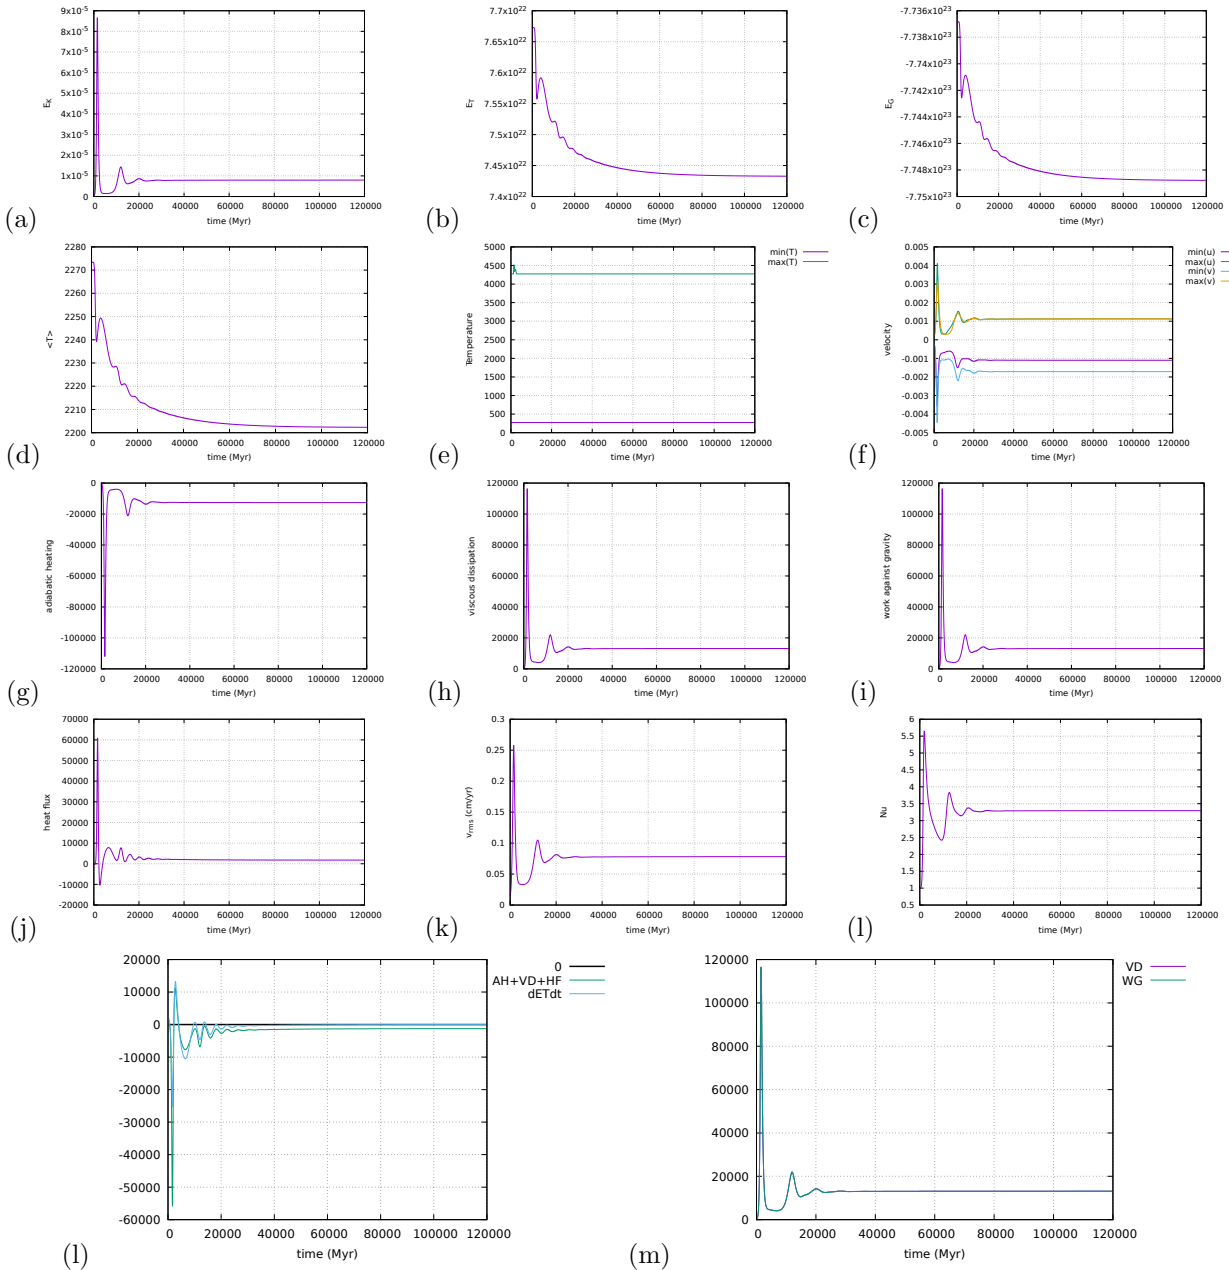 9x10-5
8x10-5
7x10-5
6x10-5
5x10-5
4x10-5
3x10-5
2x10-5
1x10-5
0
EK
0 20000 40000 60000 80000 100000 120000
time (Myr)
(a)
7.7x1022
7.65x1022
7.6x1022
7.55x1022
7.5x1022
7.45x1022
7.4x1022
ET
0 20000 40000 60000 80000 100000 120000
time (Myr)
(b)
-7.736x1023
-7.738x1023
-7.74x1023
-7.742x1023
-7.744x1023
-7.746x1023
-7.748x1023
-7.75x1023
EG
0 20000 40000 60000 80000 100000 120000
time (Myr)
(c)
2280
2270
2260
2250
2240
2230
2220
2210
2200
<T>
0 20000 40000 60000 80000 100000 120000
time (Myr)
(d)
5000
4500
4000
3500
3000
2500
2000
1500
1000
500
0
Temperature
min(T)
max(T)
0 20000 40000 60000 80000 100000 120000
time (Myr)
(e)
0.005
0.004
0.003
0.002
0.001
0
-0.001
-0.002
-0.003
-0.004
-0.005
velocity
min(u)
max(u)
min(v)
max(v)
0 20000 40000 60000 80000 100000 120000
time (Myr)
(f)
0
-20000
-40000
-60000
-80000
-100000
-120000
adiabatic heating
0 20000 40000 60000 80000 100000 120000
time (Myr)
(g)
120000
100000
80000
60000
40000
20000
0
viscous dissipation
0 20000 40000 60000 80000 100000 120000
time (Myr)
(h)
120000
100000
80000
60000
40000
20000
0
work against gravity
0 20000 40000 60000 80000 100000 120000
time (Myr)
(i)
70000
60000
50000
40000
30000
20000
10000
0
-10000
-20000
heat flux
0 20000 40000 60000 80000 100000 120000
time (Myr)
(j)
0.3
0.25
0.2
0.15
0.1
0.05
0
vrms (cm/yr)
0 20000 40000 60000 80000 100000 120000
time (Myr)
(k)
6
5.5
5
4.5
4
3.5
3
2.5
2
1.5
1
0.5
Nu
0 20000 40000 60000 80000 100000 120000
time (Myr)
(l)
20000
10000
0
-10000
-20000
-30000
-40000
-50000
-60000
0
AH+VD+HF
dETdt
0 20000 40000 60000 80000 100000 120000
time (Myr)
(l)
120000
100000
80000
60000
40000
20000
0
VD
WG
0 20000 40000 60000 80000 100000 120000
time (Myr)
(m)